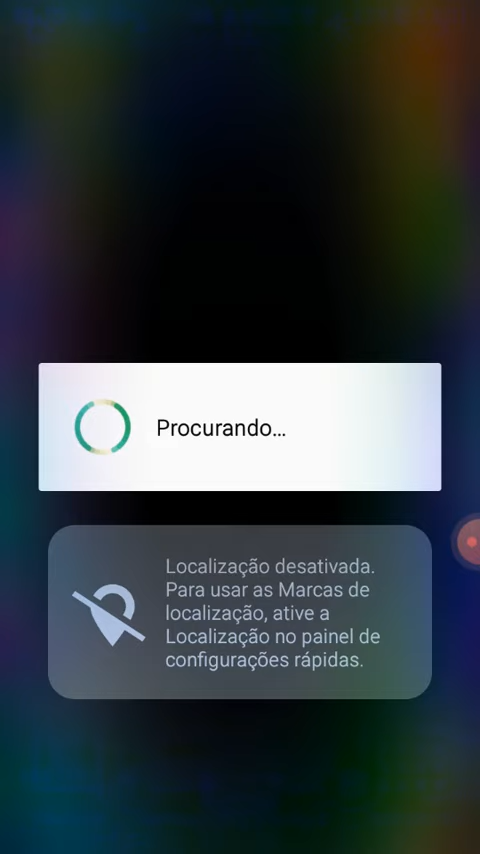 Procurando...
Localização desativada.
Para usar as Marcas de
localização, ative a
Localização no painel de
configurações rápidas.